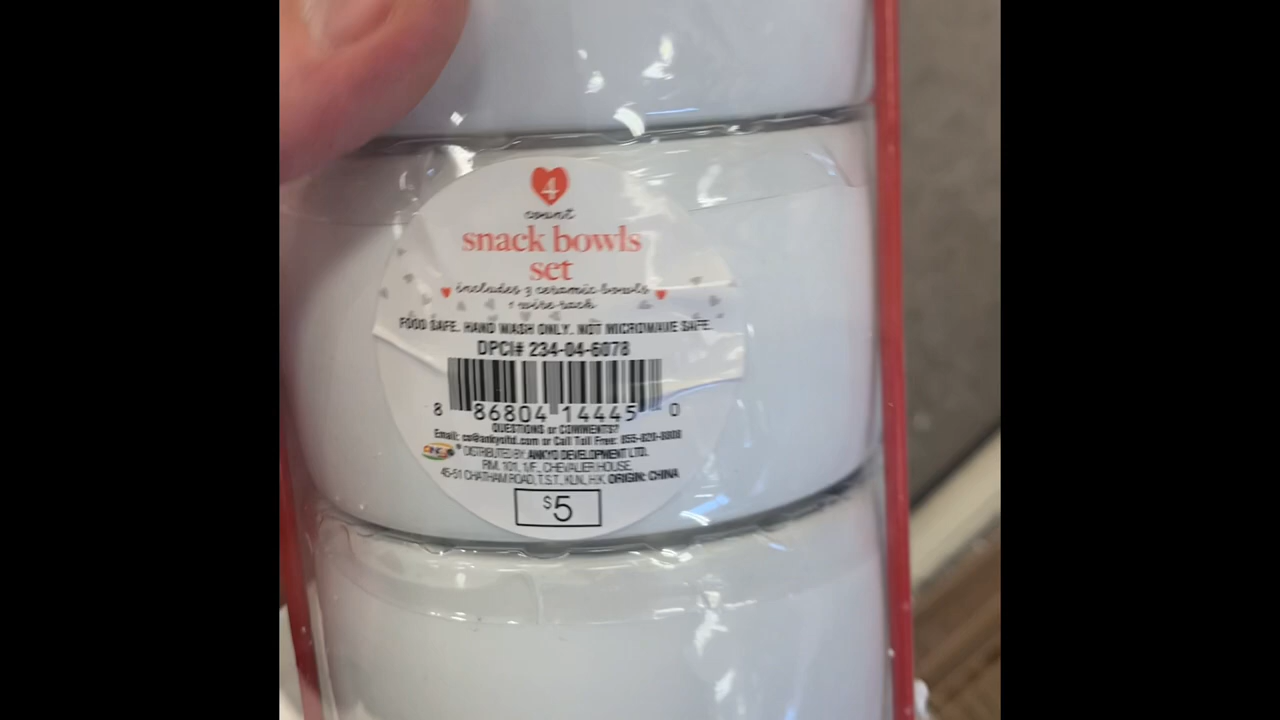 4
count
snack bowls
set
includes 3 ceramic bowls
1 wire rack
FOOD SAFE. HAND WASH ONLY. NOT MICROWAVE SAFE.
DPCI# 234-04-6078
8 86804 14445 0
QUESTIONS or COMMENTS?
Email: cs@ankyoltd.com or Call Toll Free: 855-820-8808
DISTRIBUTED BY: ANKYO DEVELOPMENT LTD.
RM. 101, 1/F., CHEVALIER HOUSE,
45-51 CHATHAM ROAD, T.S.T., KLN., H.K. ORIGIN: CHINA
$5